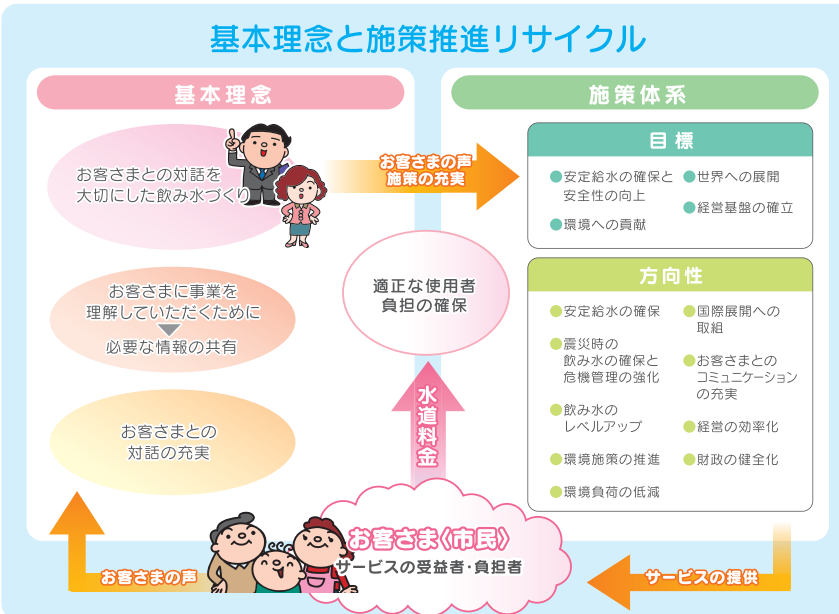 基本理念と施策推進リサイクル
基本理念
お客さまとの対話を
大切にした飲み水づくり
お客さまに事業を
理解していただくために
必要な情報の共有
お客さまとの
対話の充実
お客さまの声
施策の充実
適正な使用者
負担の確保
水道料金
施策体系
目標
●安定給水の確保と
安全性の向上
●環境への貢献
●世界への展開
●経営基盤の確立
方向性
●安定給水の確保
●震災時の
飲み水の確保と
危機管理の強化
●飲み水の
レベルアップ
●環境施策の推進
●環境負荷の低減
●国際展開への
取組
●お客さまとの
コミュニケーション
の充実
●経営の効率化
●財政の健全化
お客さまの声
お客さま〈市民〉
サービスの受益者・負担者
サービスの提供